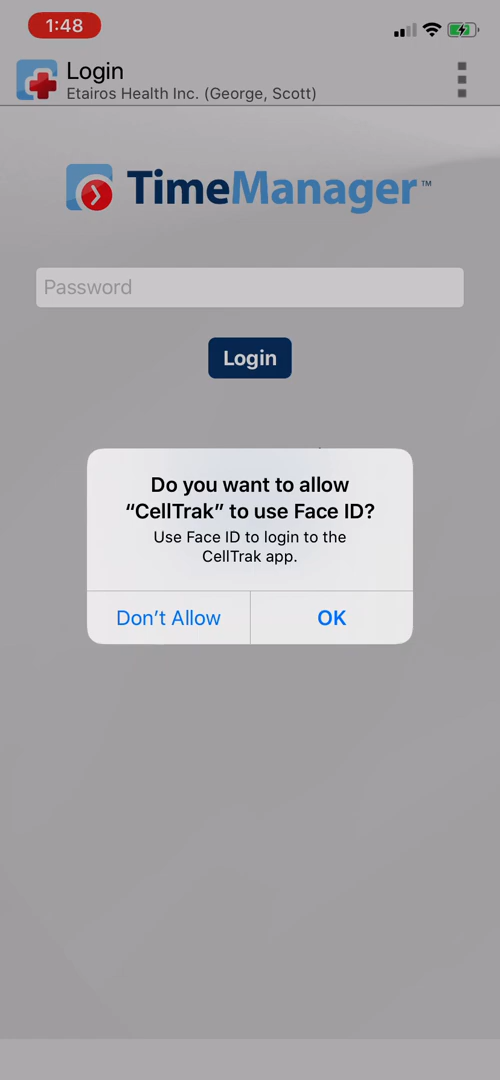 1:48
Login
Etairos Health Inc. (George, Scott)
TimeManager™
Password
Login
Do you want to allow
“CellTrak” to use Face ID?
Use Face ID to login to the
CellTrak app.
Don’t Allow
OK